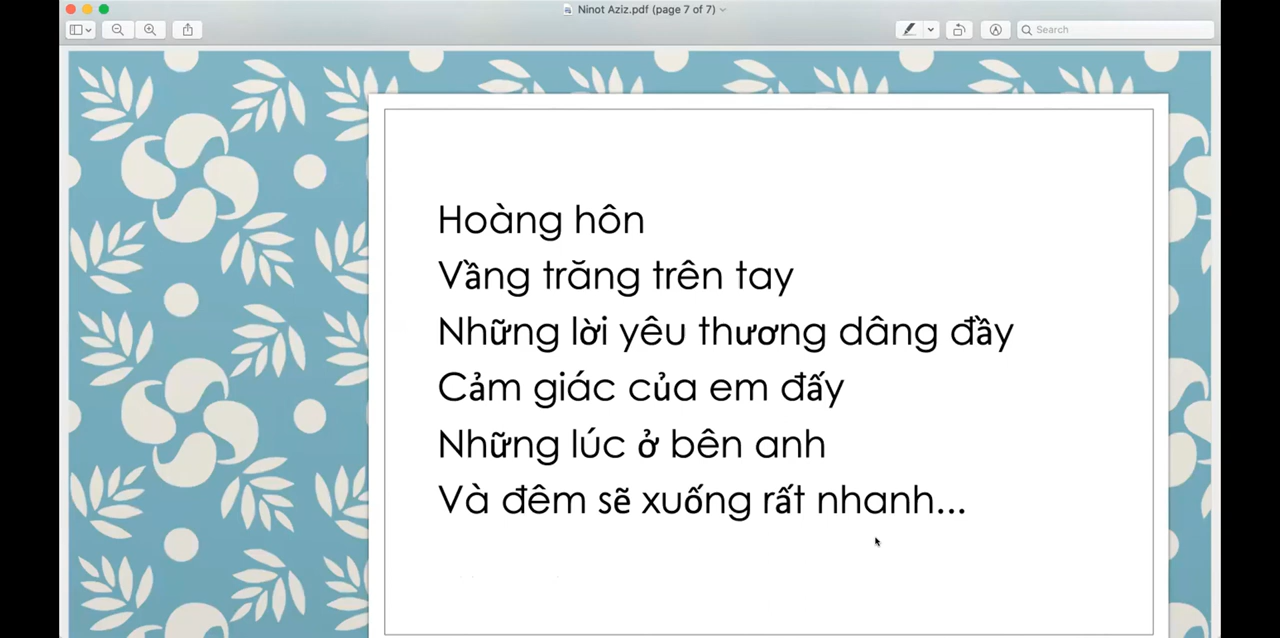 Ninot Aziz.pdf (page 7 of 7)
Search
Hoàng hôn
Vầng trăng trên tay
Những lời yêu thương dâng đầy
Cảm giác của em đấy
Những lúc ở bên anh
Và đêm sẽ xuống rất nhanh...